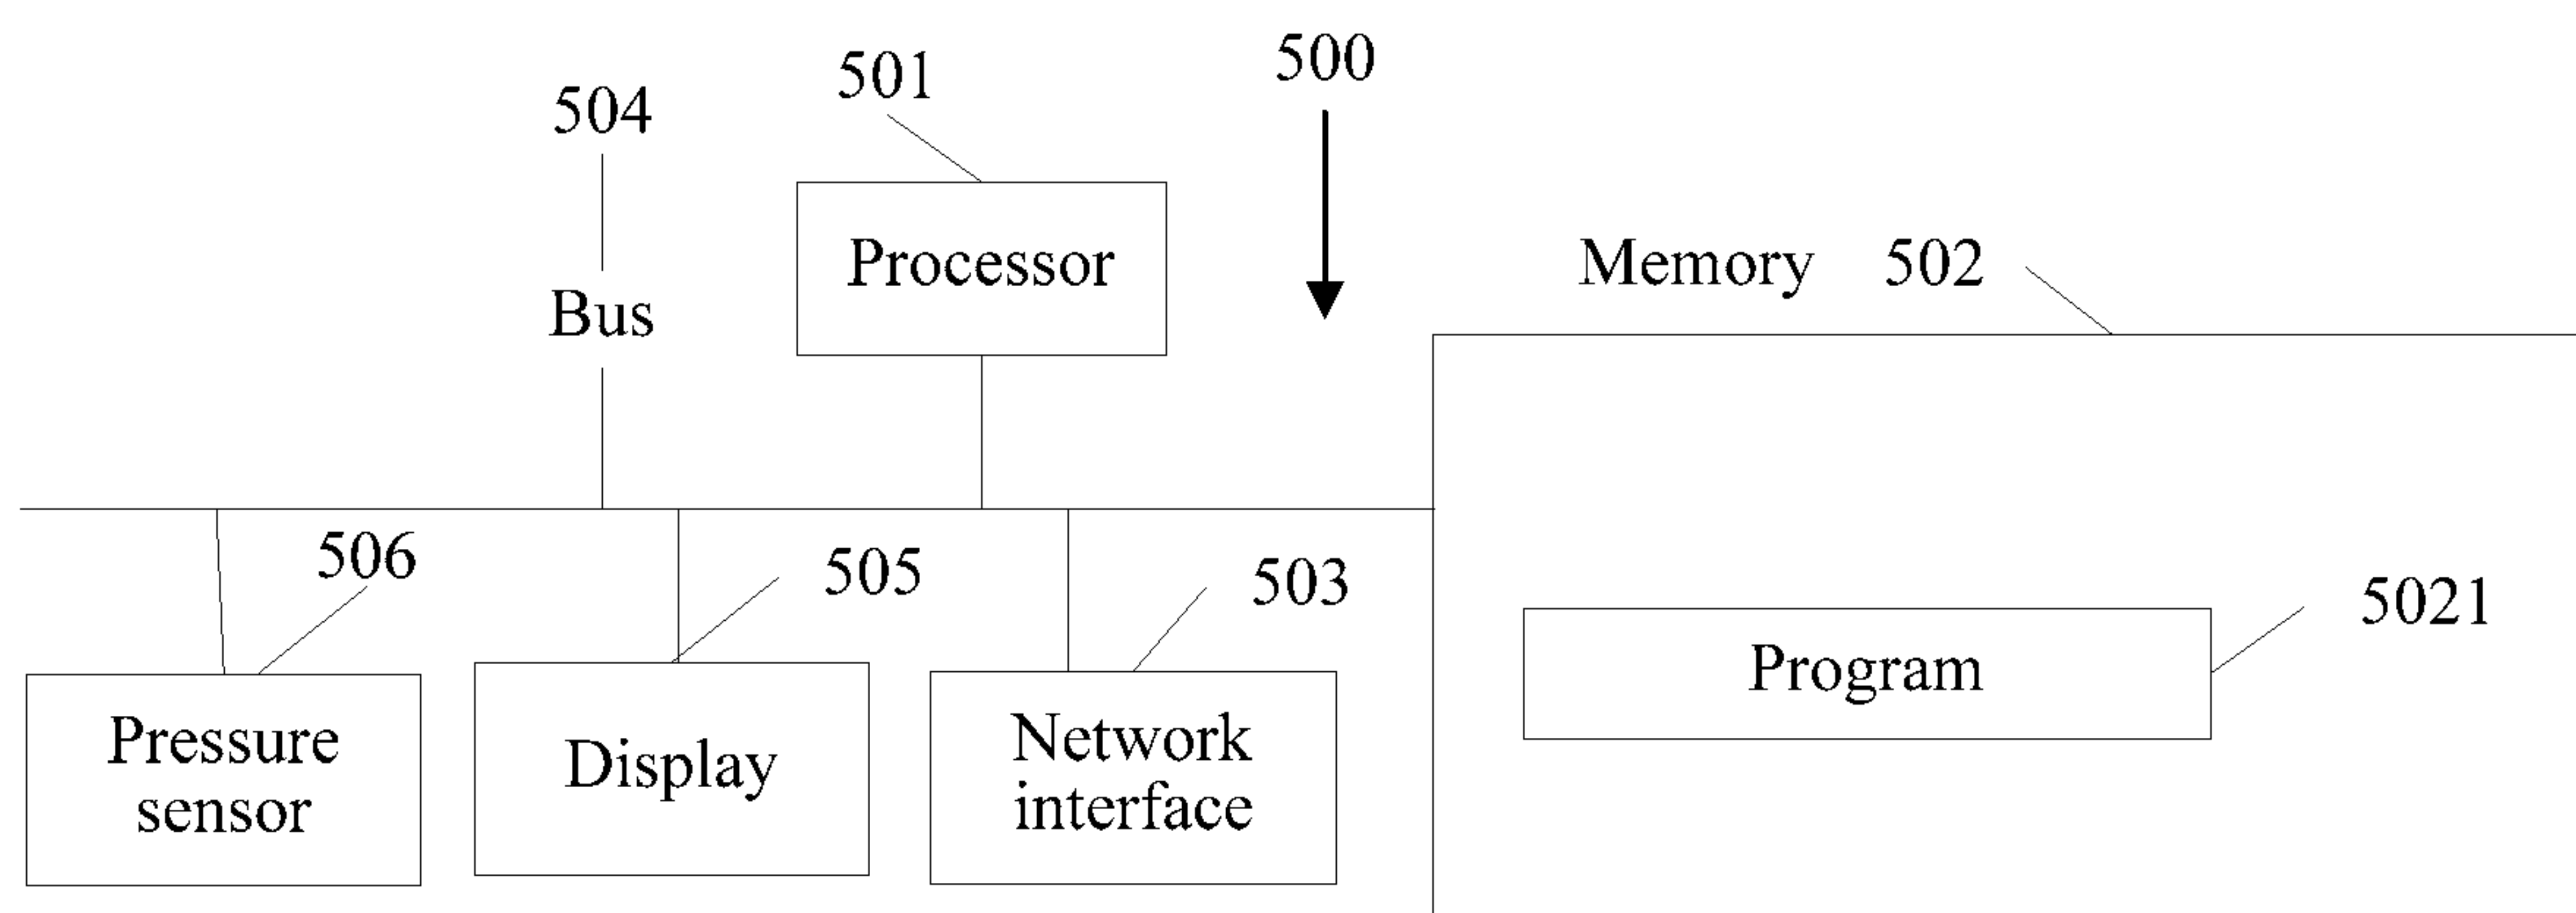 500
501
504
Processor
Memory 502
Bus
506
505
503
5021
Program
Pressure
sensor
Display
Network
interface